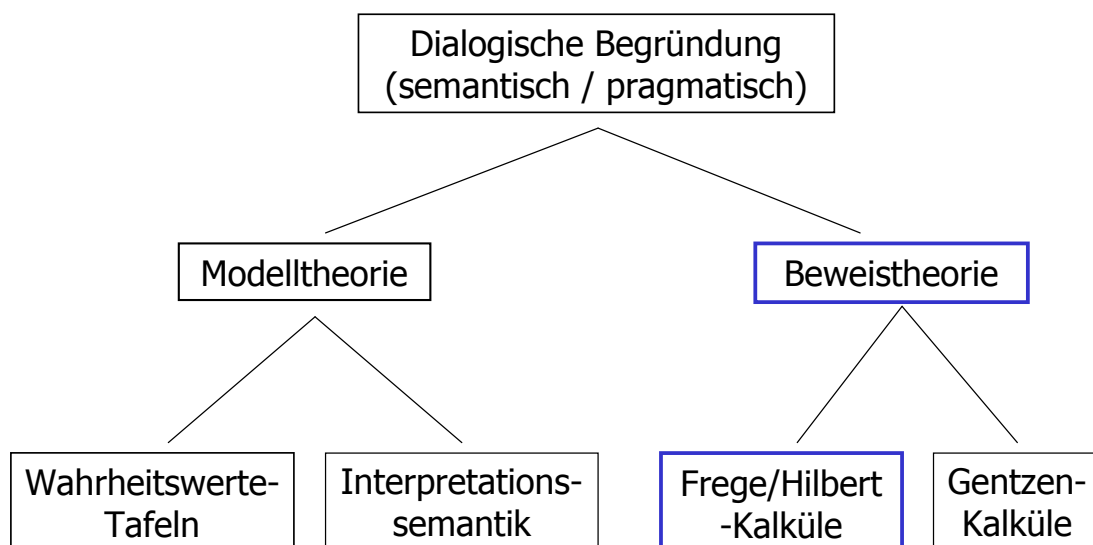 Dialogische Begründung
(semantisch / pragmatisch)
Modelltheorie
Beweistheorie
Wahrheitswerte-
Tafeln
Interpretations-
semantik
Frege/Hilbert
-Kalküle
Gentzen-
Kalküle